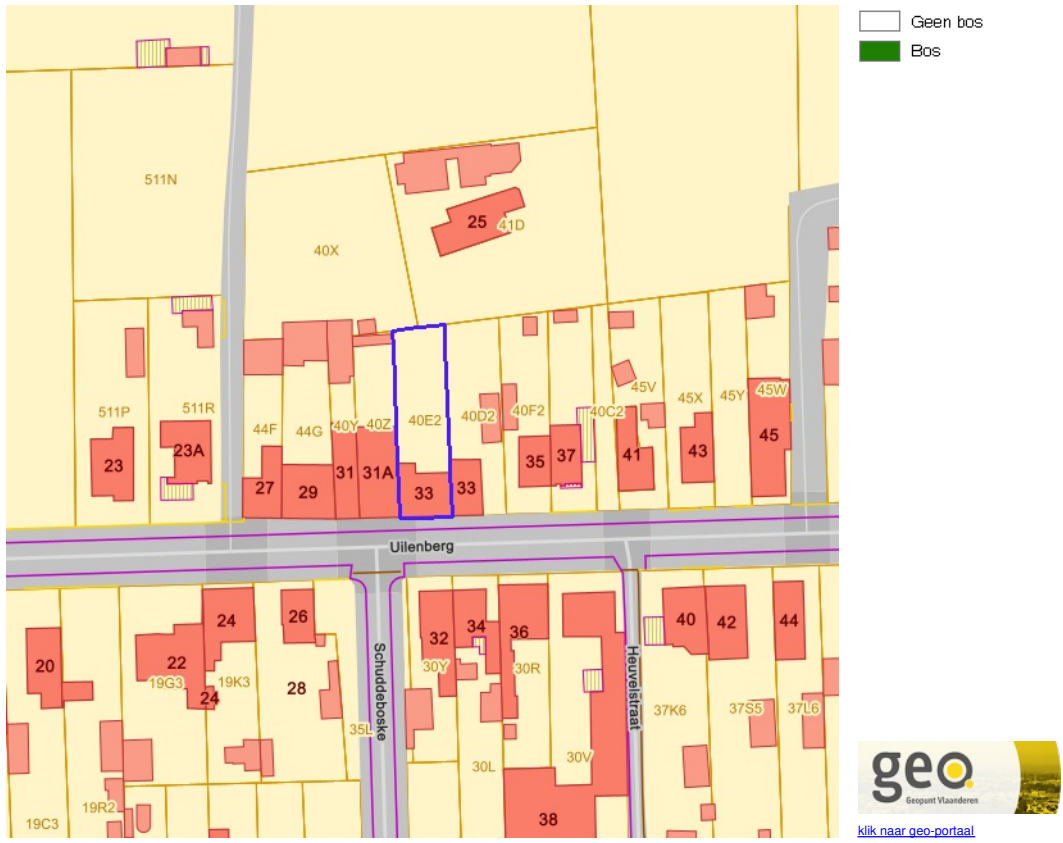 Geen bos
Bos
511N
25
41D
40X
511P
511R
44F
44G
40Y
40Z
40E2
40D2
40F2
40C2
45V
45X
45Y
45W
23
23A
27
29
31
31A
33
33
35
37
41
43
45
Uilenberg
Schuddeboske
Heuvelstraat
20
22
24
24
26
28
32
34
36
38
40
42
44
19G3
19K3
35L
30Y
30R
30L
30V
37K6
37S5
37L6
19R2
19C3
geo.
Geopunt Vlaanderen
klik naar geo-portaal